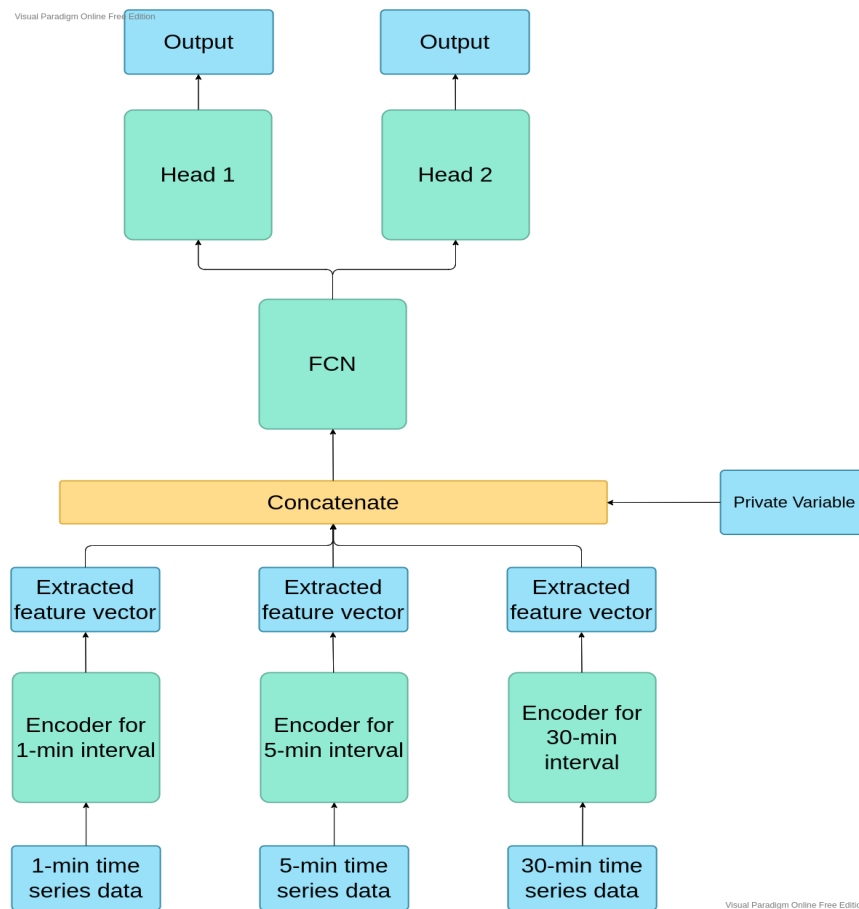 Visual Paradigm Online Free Edition
Output
Output
Head 1
Head 2
FCN
Concatenate
Private Variable
Extracted
feature vector
Extracted
feature vector
Extracted
feature vector
Encoder for
1-min interval
Encoder for
5-min interval
Encoder for
30-min
interval
1-min time
series data
5-min time
series data
30-min time
series data
Visual Paradigm Online Free Editio